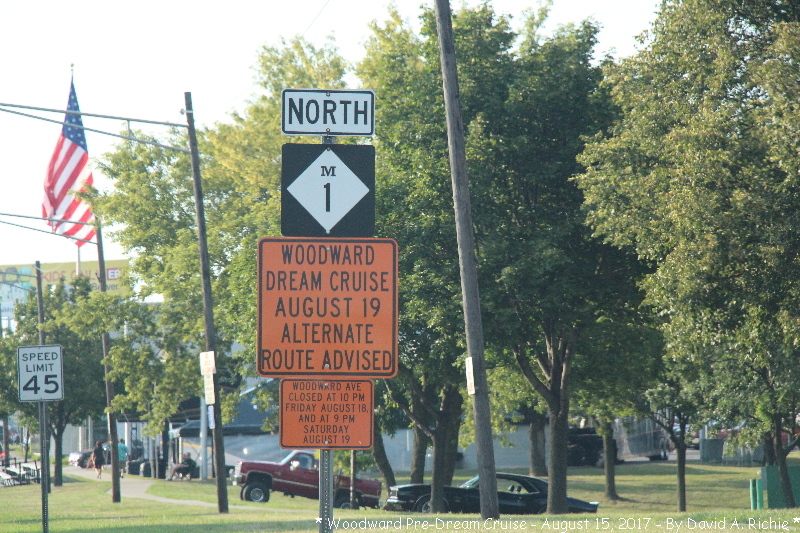 NORTH
M
1
WOODWARD
DREAM CRUISE
AUGUST 19
ALTERNATE
ROUTE ADVISED
WOODWARD AVE
CLOSED AT 10 PM
FRIDAY AUGUST 18,
AND AT 9 PM
SATURDAY
AUGUST 19
SPEED
LIMIT
45
* Woodward Pre-Dream Cruise - August 15, 2017 - By David A. Richie *